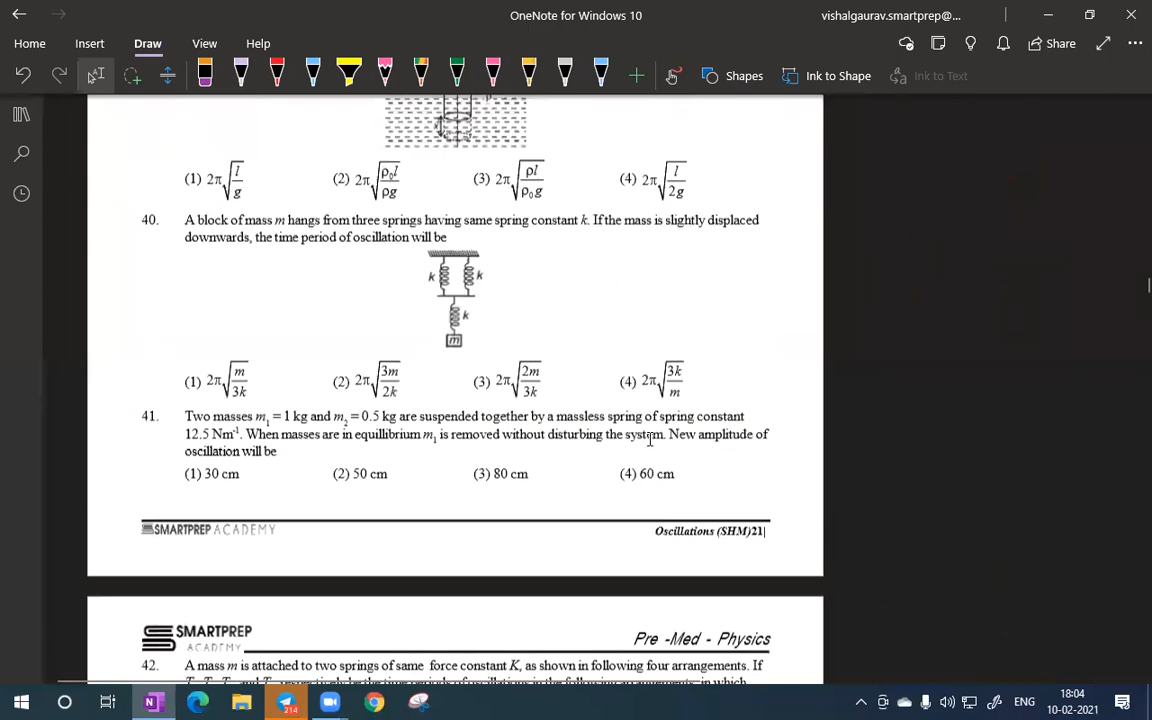 OneNote for Windows 10
vishalgaurav.smartprep@...
Home Insert Draw View Help
Share
Shapes Ink to Shape Ink to Text
(1) 2π√(l/g) (2) 2π√(ρ₀l/ρg) (3) 2π√(ρl/ρ₀g) (4) 2π√(l/2g)
40. A block of mass m hangs from three springs having same spring constant k. If the mass is slightly displaced
downwards, the time period of oscillation will be
k k
k
m
(1) 2π√(m/3k) (2) 2π√(3m/2k) (3) 2π√(2m/3k) (4) 2π√(3k/m)
41. Two masses m₁ = 1 kg and m₂ = 0.5 kg are suspended together by a massless spring of spring constant
12.5 Nm⁻¹. When masses are in equillibrium m₁ is removed without disturbing the system. New amplitude of
oscillation will be
(1) 30 cm (2) 50 cm (3) 80 cm (4) 60 cm
SMARTPREP ACADEMY Oscillations (SHM)21|
SMARTPREP
ACADEMY
Pre -Med - Physics
42. A mass m is attached to two springs of same force constant K, as shown in following four arrangements. If
214
ENG
18:04
10-02-2021